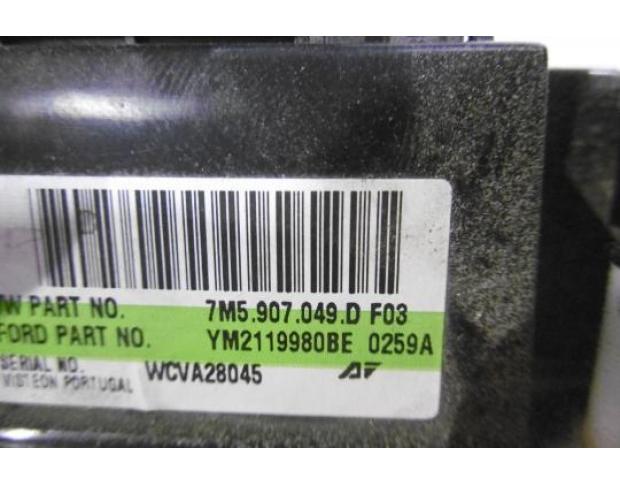 W PART NO. 7M5.907.049.D F03
FORD PART NO. YM2119980BE 0259A
SERIAL NO. WCVA28045
VISTEON PORTUGAL